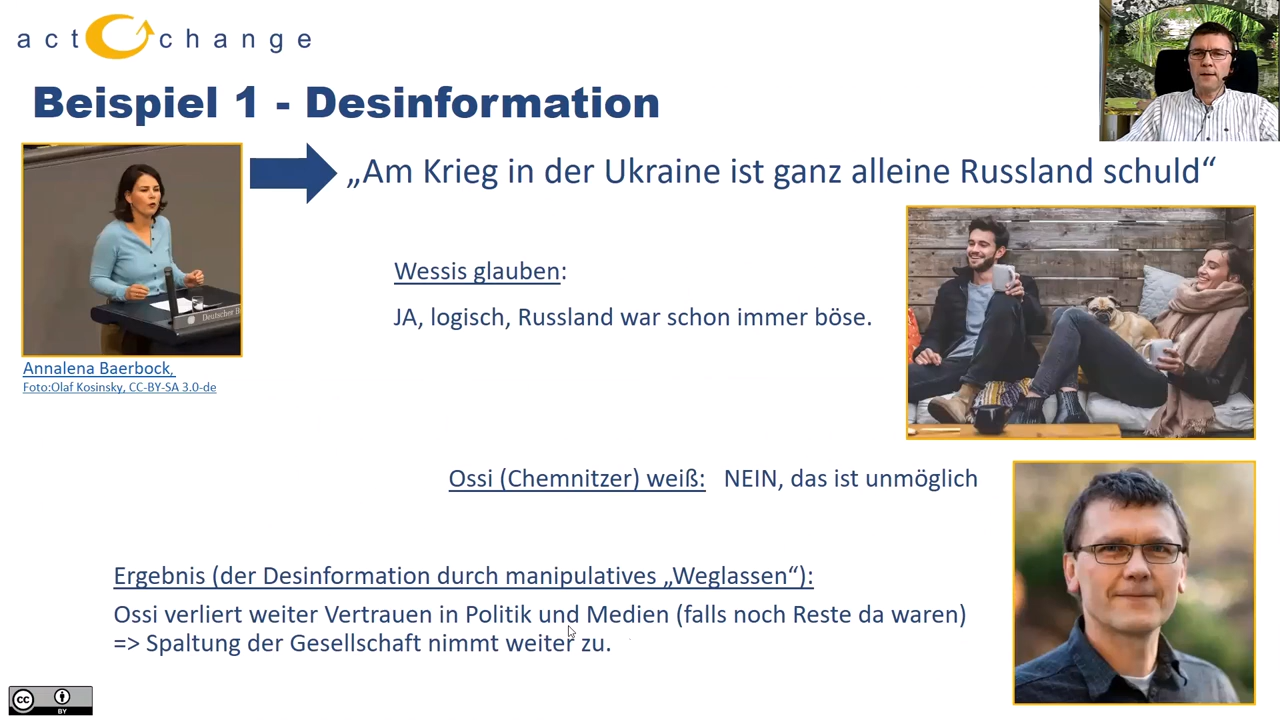 act change
Beispiel 1 - Desinformation
„Am Krieg in der Ukraine ist ganz alleine Russland schuld“
Wessis glauben:
JA, logisch, Russland war schon immer böse.
Deutscher B
Annalena Baerbock,
Foto:Olaf Kosinsky, CC-BY-SA 3.0-de
Ossi (Chemnitzer) weiß: NEIN, das ist unmöglich
Ergebnis (der Desinformation durch manipulatives „Weglassen“):
Ossi verliert weiter Vertrauen in Politik und Medien (falls noch Reste da waren)
=> Spaltung der Gesellschaft nimmt weiter zu.
cc
BY